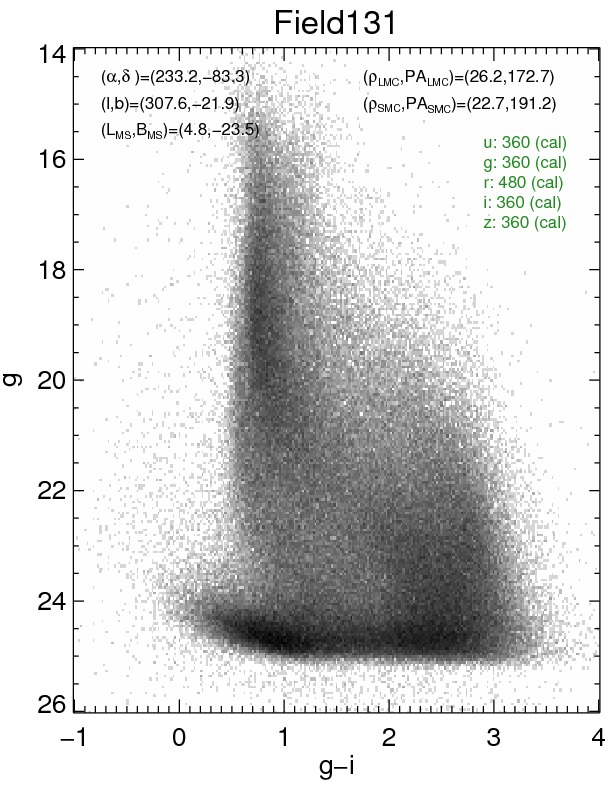 Field131
(α,δ )=(233.2,−83.3)
(ρLMC,PALMC)=(26.2,172.7)
(l,b)=(307.6,−21.9)
(ρSMC,PASMC)=(22.7,191.2)
(LMS,BMS)=(4.8,−23.5)
u: 360 (cal)
g: 360 (cal)
r: 480 (cal)
i: 360 (cal)
z: 360 (cal)
14
16
18
20
22
24
26
g
−1 0 1 2 3 4
g−i